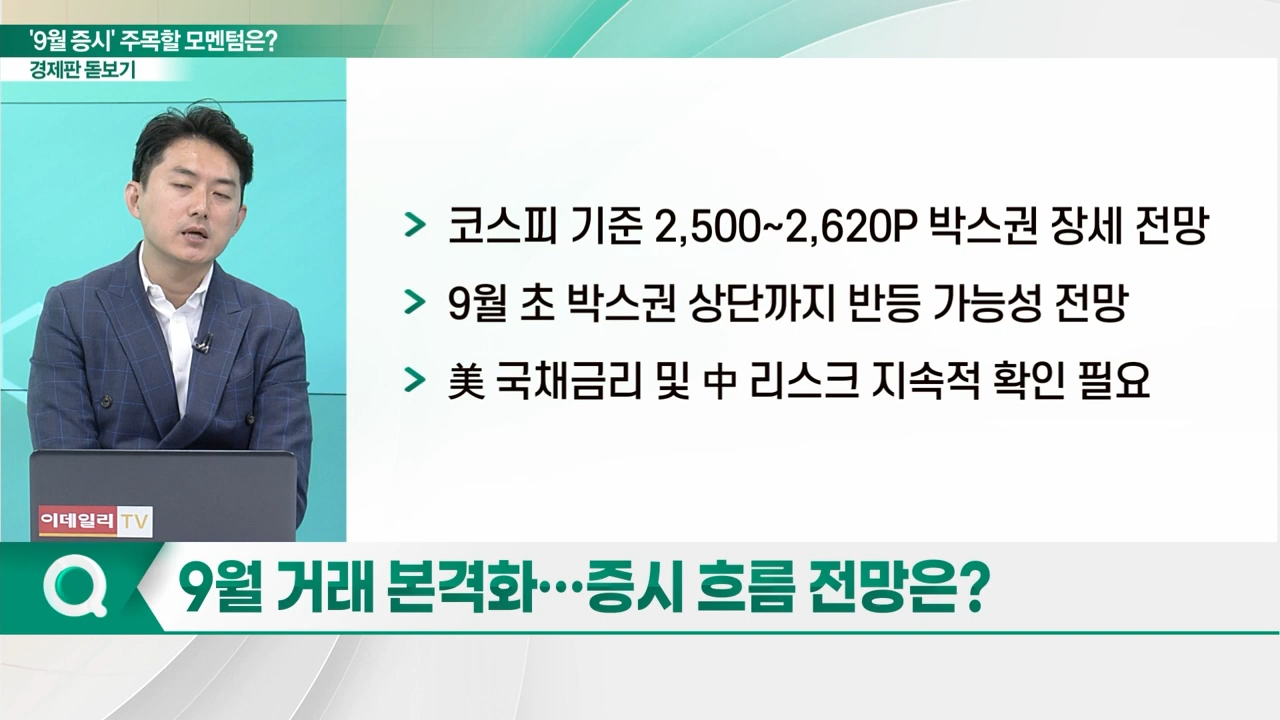 '9월 증시' 주목할 모멘텀은?
경제판 돋보기
> 코스피 기준 2,500~2,620P 박스권 장세 전망
> 9월 초 박스권 상단까지 반등 가능성 전망
> 美 국채금리 및 中 리스크 지속적 확인 필요
이데일리 TV
Q 9월 거래 본격화…증시 흐름 전망은?